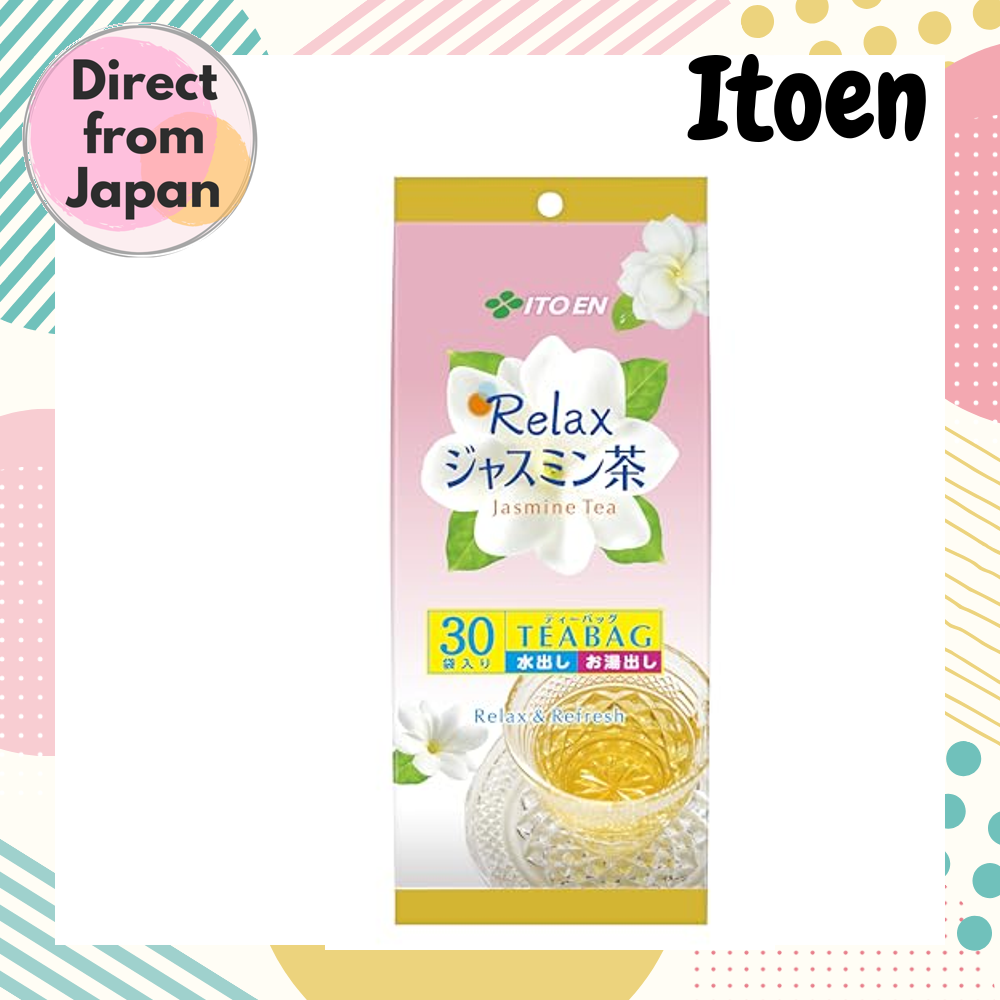 Direct
from
Japan
Itoen
ITO EN
Relax
ジャスミン茶
Jasmine Tea
30
袋入り
ティーバッグ
TEABAG
水出し お湯出し
Relax & Refresh